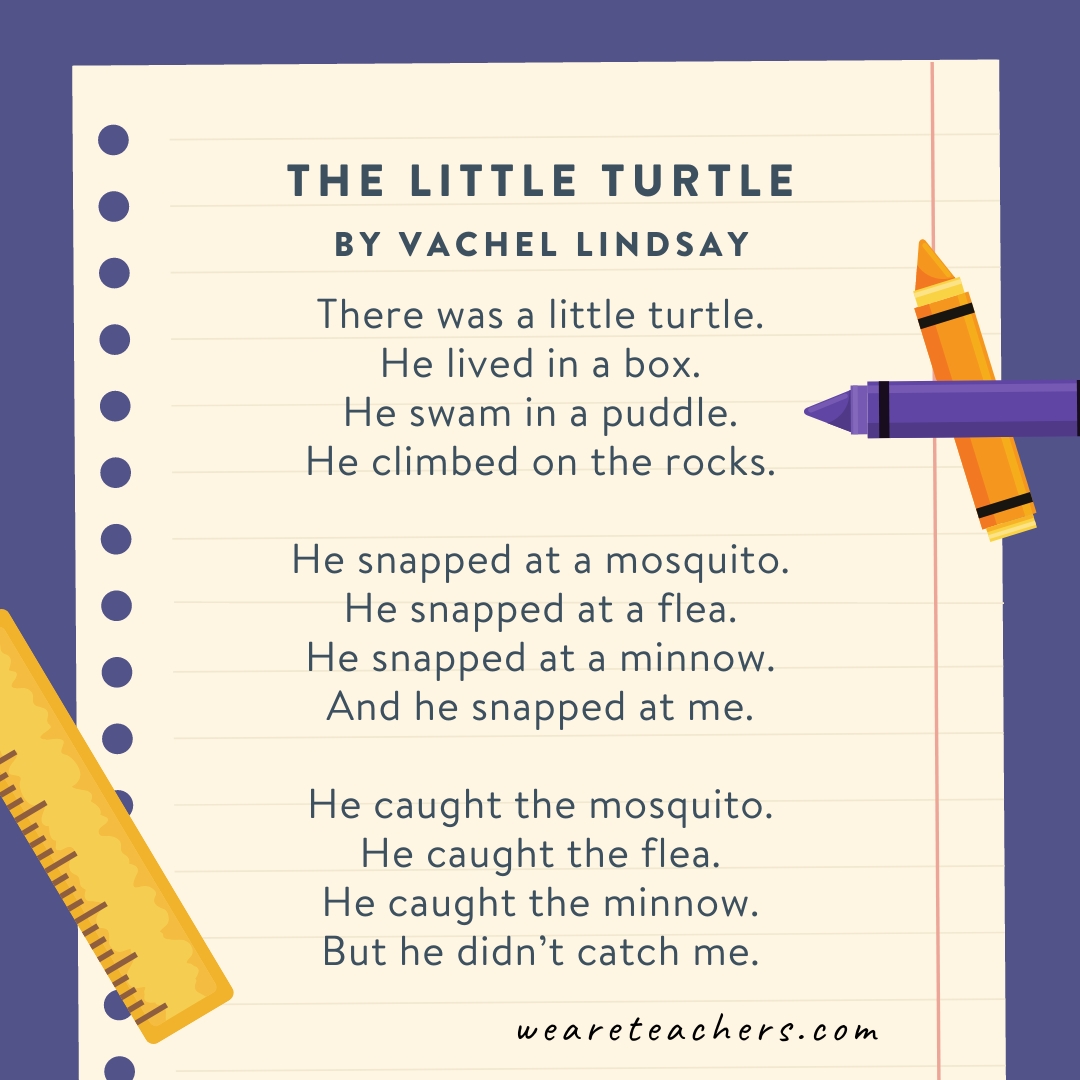 THE LITTLE TURTLE
BY VACHEL LINDSAY
There was a little turtle.
He lived in a box.
He swam in a puddle.
He climbed on the rocks.
He snapped at a mosquito.
He snapped at a flea.
He snapped at a minnow.
And he snapped at me.
He caught the mosquito.
He caught the flea.
He caught the minnow.
But he didn’t catch me.
weareteachers.com